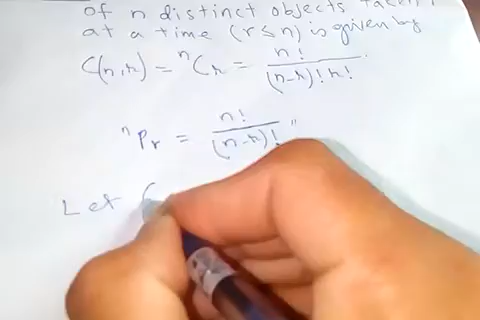 of n distinct objects taken
at a time (r ≤ n) is given by
C(n,r) = ⁿCr = n! / (n-r)! r! .
ⁿPr = n! / (n-r)! "
Let (